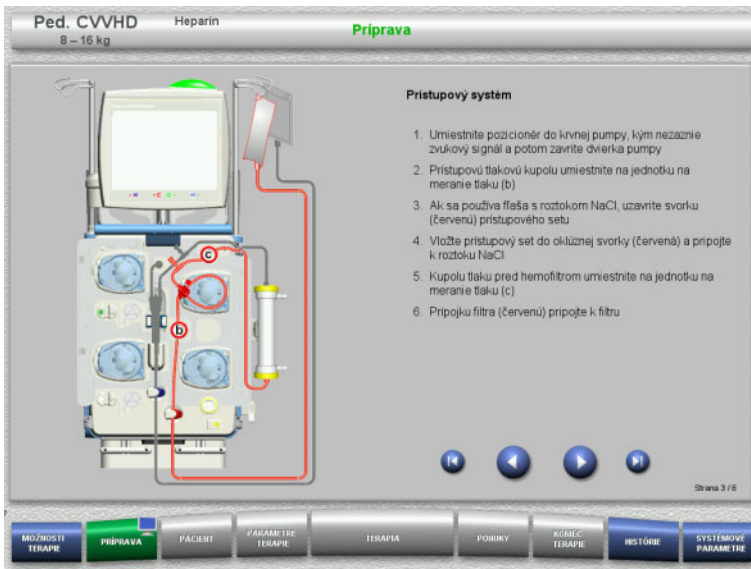 Ped. CVVHD
Heparin
8 – 16 kg
Príprava
Prístupový systém
1. Umiestnite pozicionér do krvnej pumpy, kým nezaznie
zvukový signál a potom zavrite dvierka pumpy
2. Prístupovú tlakovú kupolu umiestnite na jednotku na
meranie tlaku (b)
3. Ak sa používa fľaša s roztokom NaCl, uzavrite svorku
(červenú) prístupového setu
4. Vložte prístupový set do oklúznej svorky (červená) a pripojte
k roztoku NaCl
5. Kupolu tlaku pred hemofiltrom umiestnite na jednotku na
meranie tlaku (c)
6. Prípojku filtra (červenú) pripojte k filtru
c
b
Strana 3 / 8
MOŽNOSTI
TERAPIE
PRÍPRAVA
PACIENT
PARAMETRE
TERAPIE
TERAPIA
PONUKY
KONIEC
TERAPIE
HISTÓRIE
SYSTÉMOVÉ
PARAMETRE